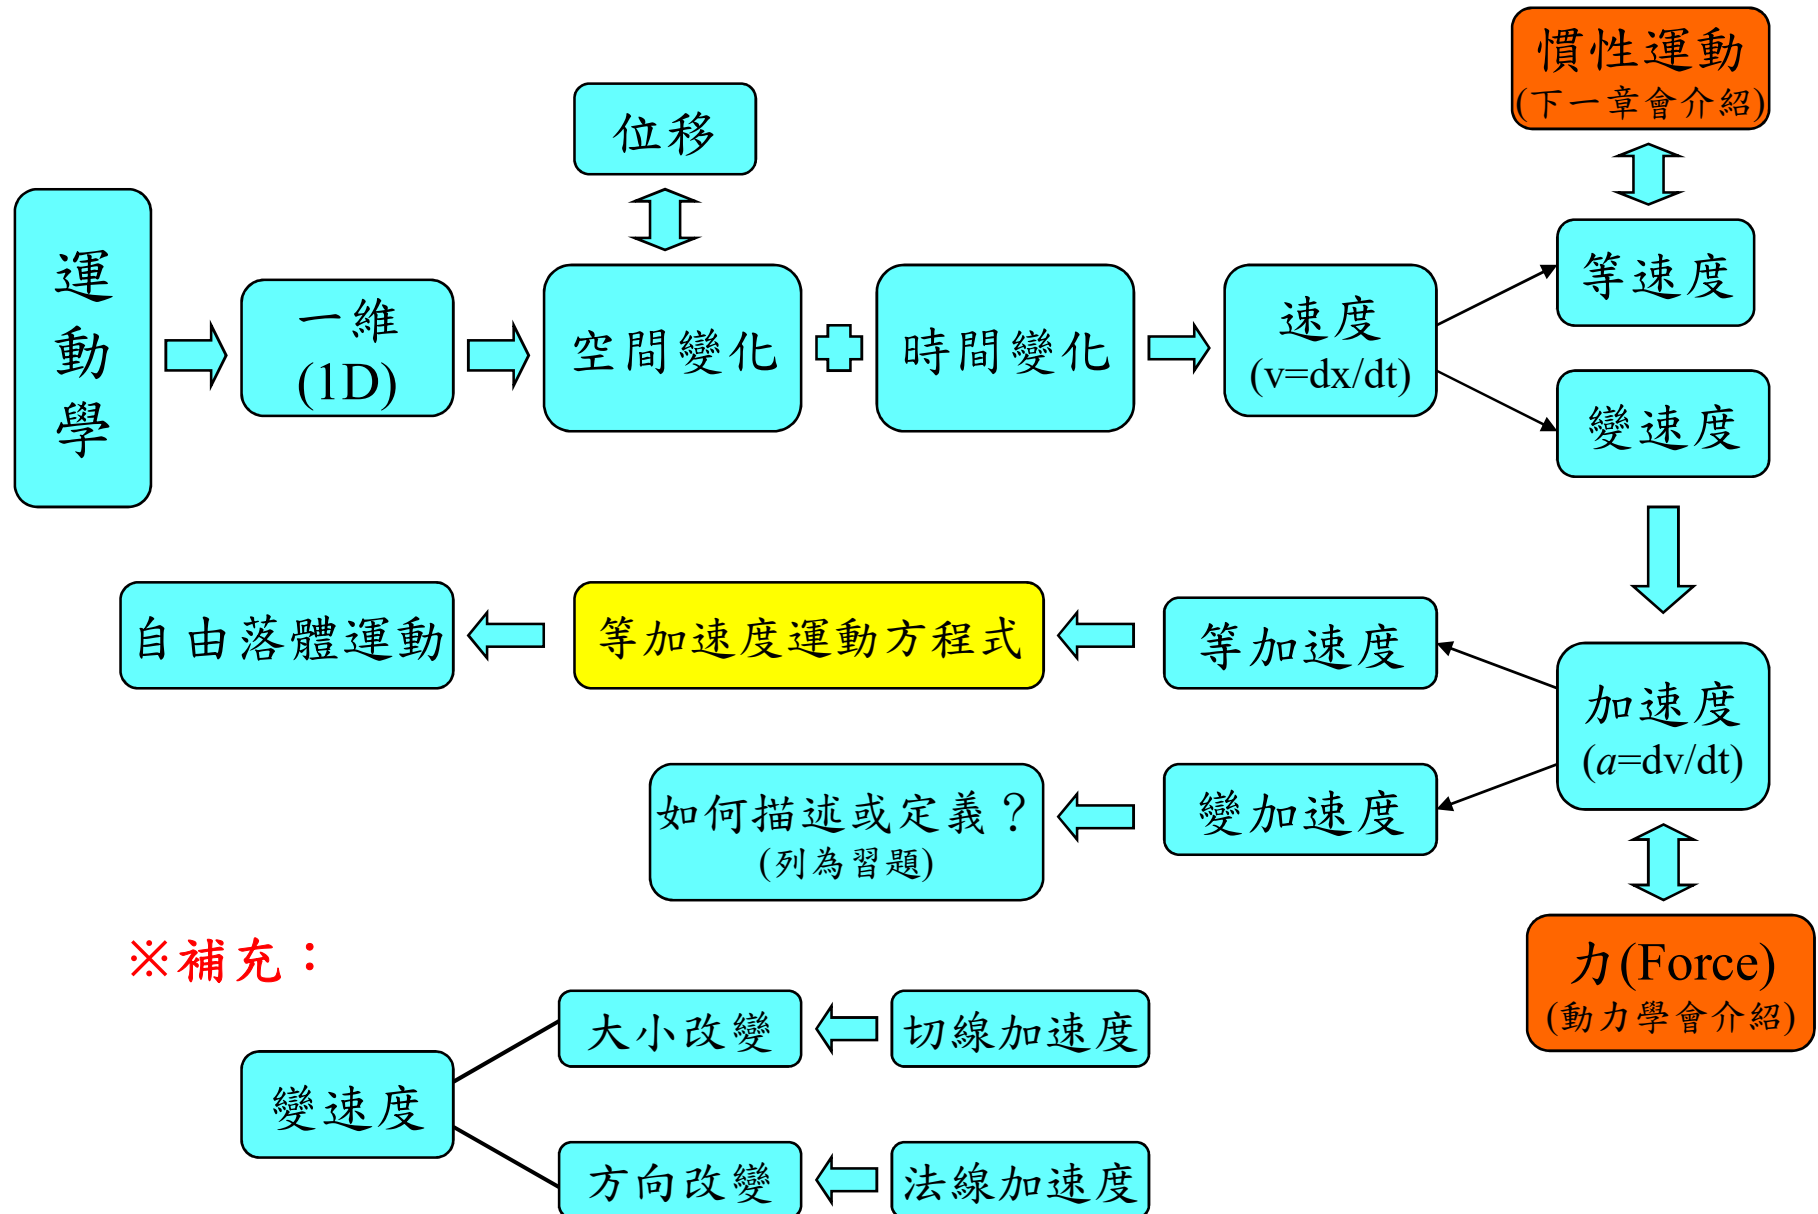 慣性運動
(下一章會介紹)
位移
運動學
一維
(1D)
空間變化
時間變化
速度
(v=dx/dt)
等速度
變速度
自由落體運動
等加速度運動方程式
等加速度
加速度
(a=dv/dt)
如何描述或定義？
(列為習題)
變加速度
力(Force)
(動力學會介紹)
※補充：
大小改變
切線加速度
變速度
方向改變
法線加速度